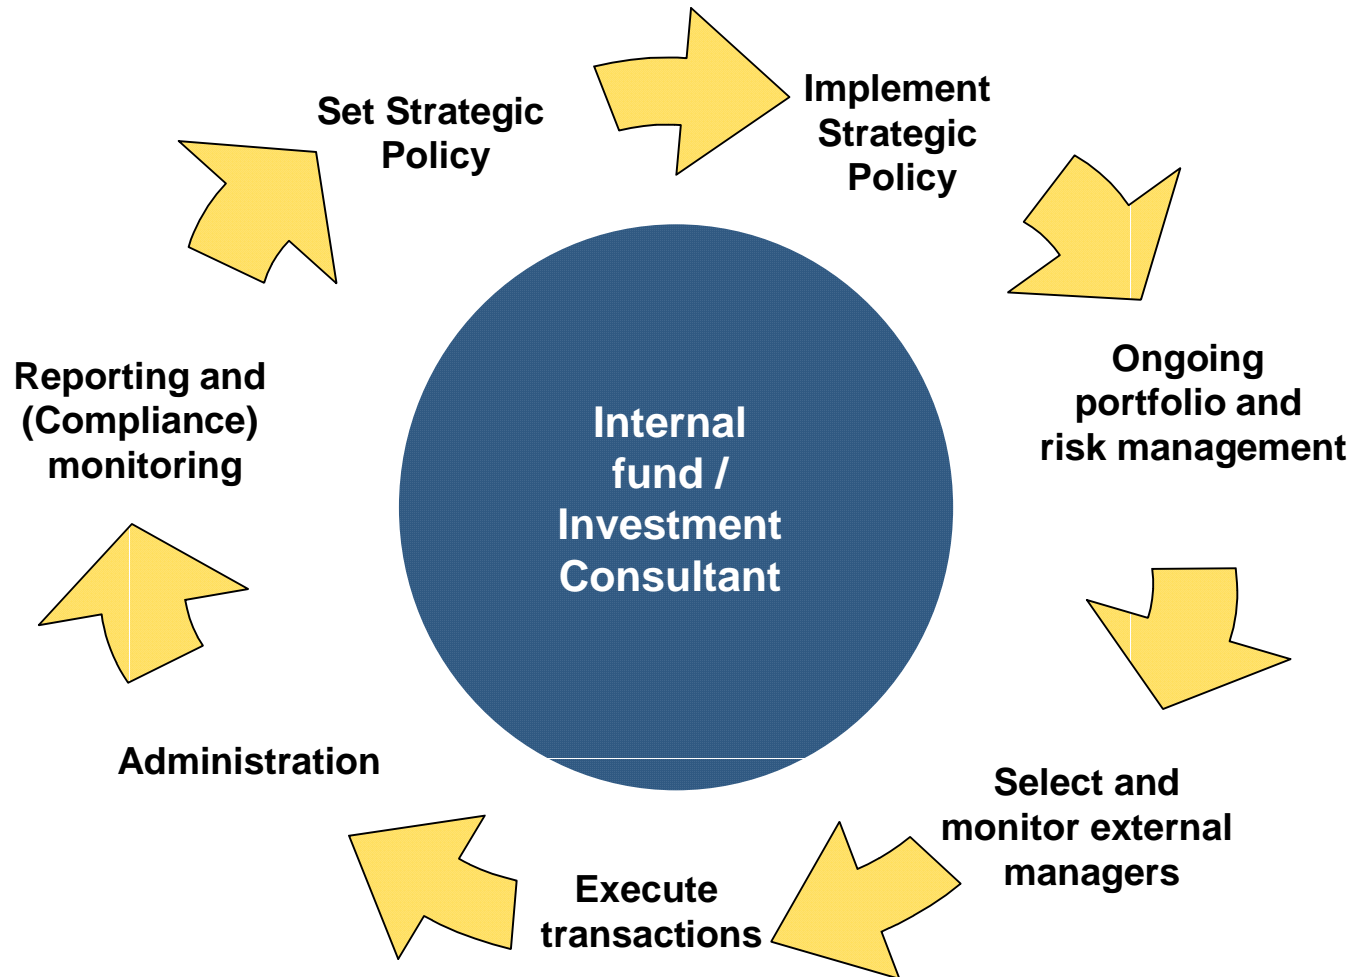 Set Strategic
Policy
Implement
Strategic
Policy
Ongoing
portfolio and
risk management
Select and
monitor external
managers
Execute
transactions
Administration
Reporting and
(Compliance)
monitoring
Internal
fund /
Investment
Consultant